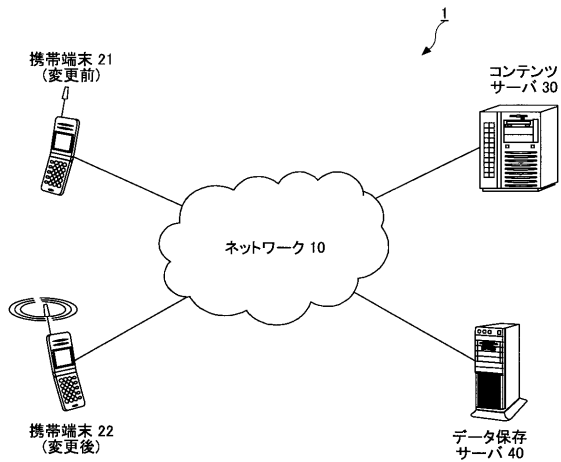 1
携帯端末 21
(変更前)
コンテンツ
サーバ 30
ネットワーク 10
携帯端末 22
(変更後)
データ保存
サーバ 40